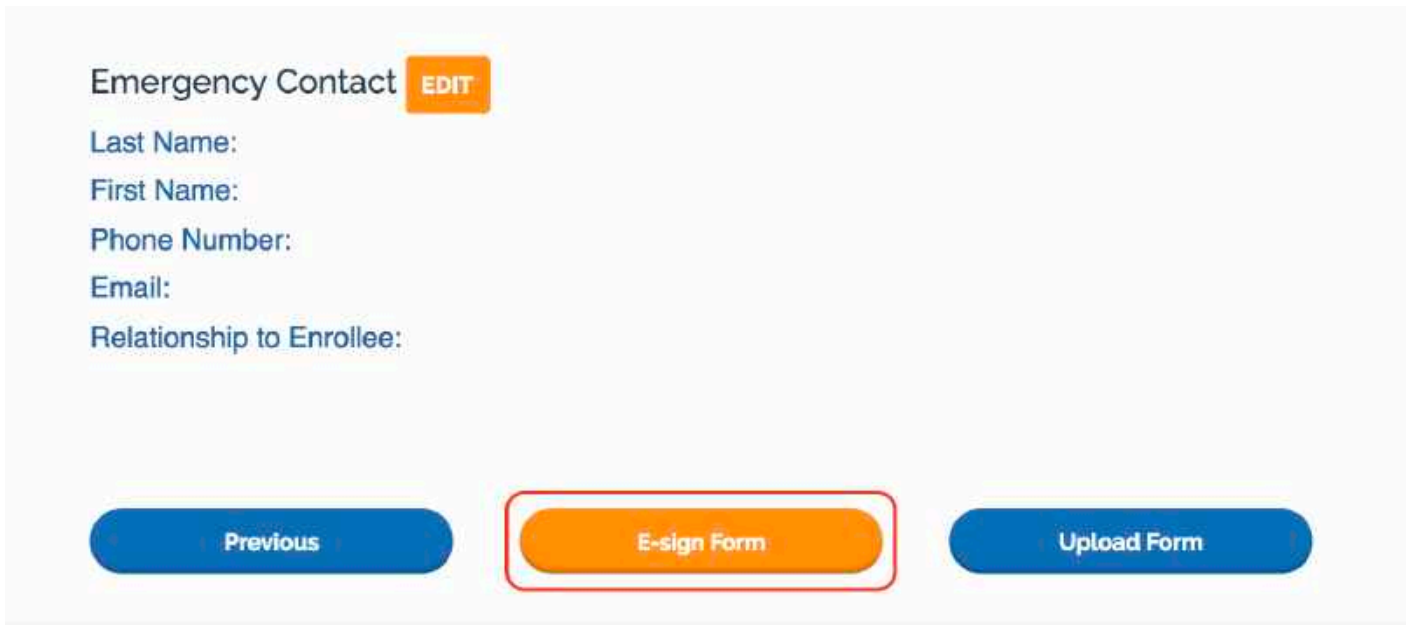 Emergency Contact EDIT
Last Name:
First Name:
Phone Number:
Email:
Relationship to Enrollee:
Previous E-sign Form Upload Form